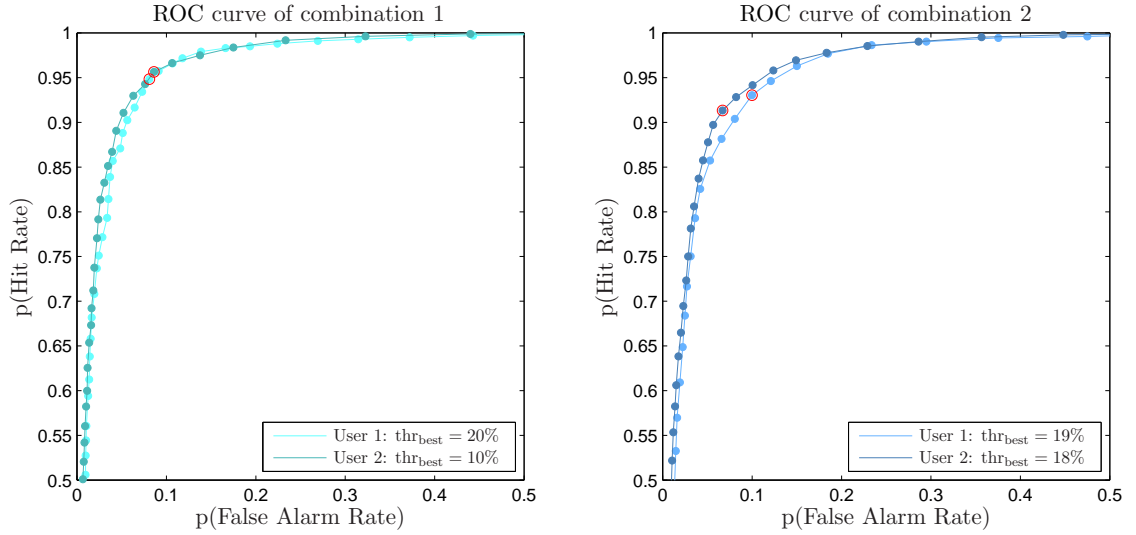 ROC curve of combination 1
1
0.95
0.9
0.85
0.8
0.75
0.7
0.65
0.6
0.55
0.5
p(Hit Rate)
User 1: thr_best = 20%
User 2: thr_best = 10%
0 0.1 0.2 0.3 0.4 0.5
p(False Alarm Rate)
ROC curve of combination 2
1
0.95
0.9
0.85
0.8
0.75
0.7
0.65
0.6
0.55
0.5
p(Hit Rate)
User 1: thr_best = 19%
User 2: thr_best = 18%
0 0.1 0.2 0.3 0.4 0.5
p(False Alarm Rate)